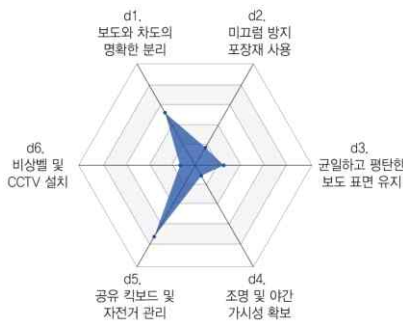 d1.
보도와 차도의
명확한 분리
d2.
미끄럼 방지
포장재 사용
d3.
균일하고 평탄한
보도 표면 유지
d4.
조명 및 야간
가시성 확보
d5.
공유 킥보드 및
자전거 관리
d6.
비상벨 및
CCTV 설치